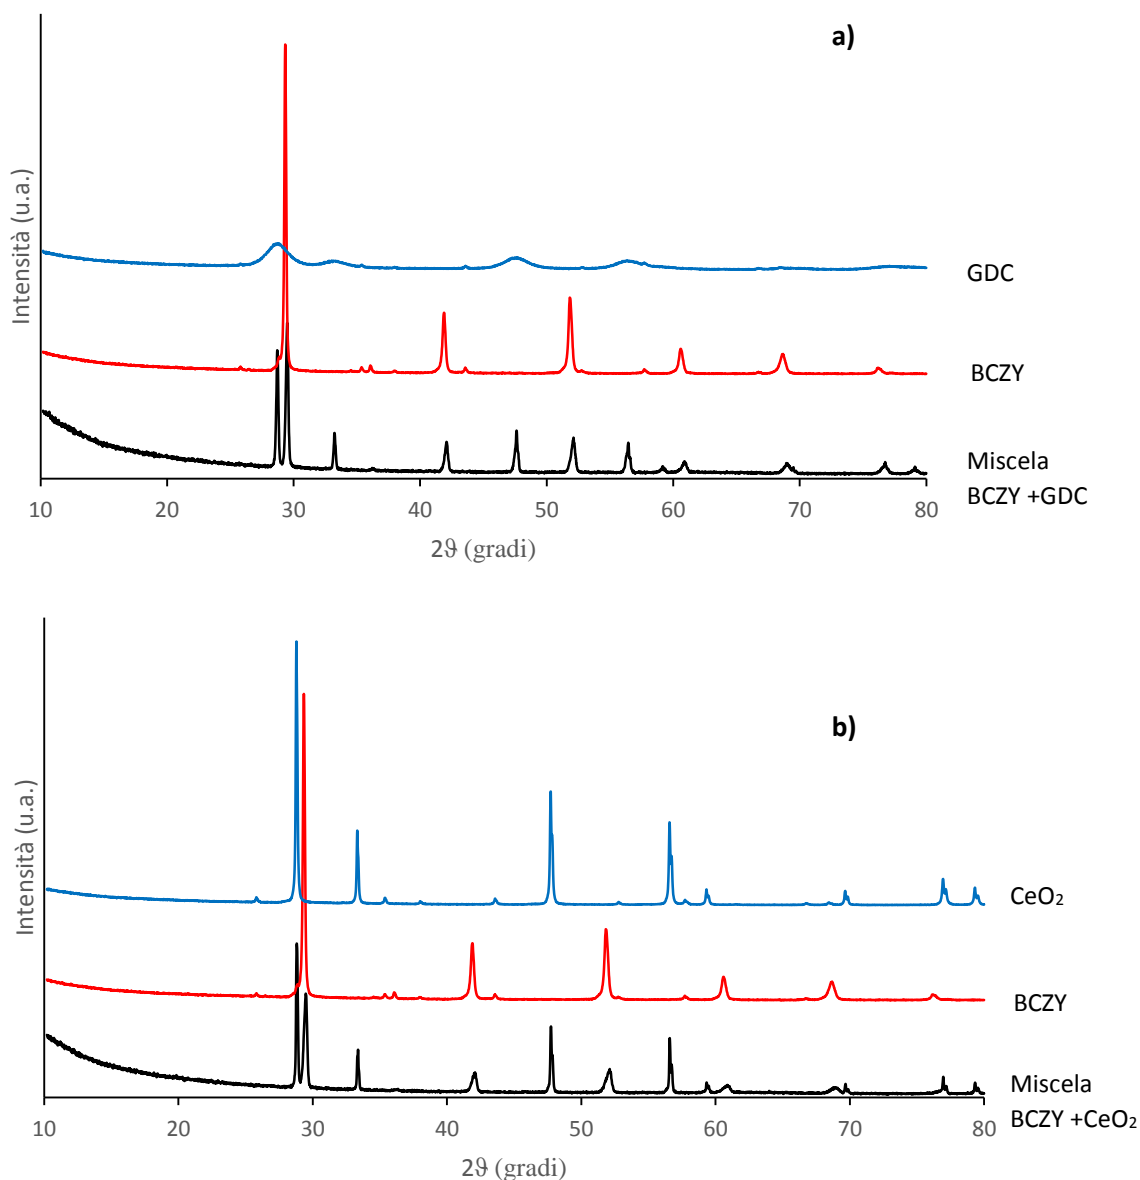 a)
Intensità (u.a.)
GDC
BCZY
Miscela
BCZY +GDC
10 20 30 40 50 60 70 80
2ϑ (gradi)
b)
Intensità (u.a.)
CeO₂
BCZY
Miscela
BCZY +CeO₂
10 20 30 40 50 60 70 80
2ϑ (gradi)